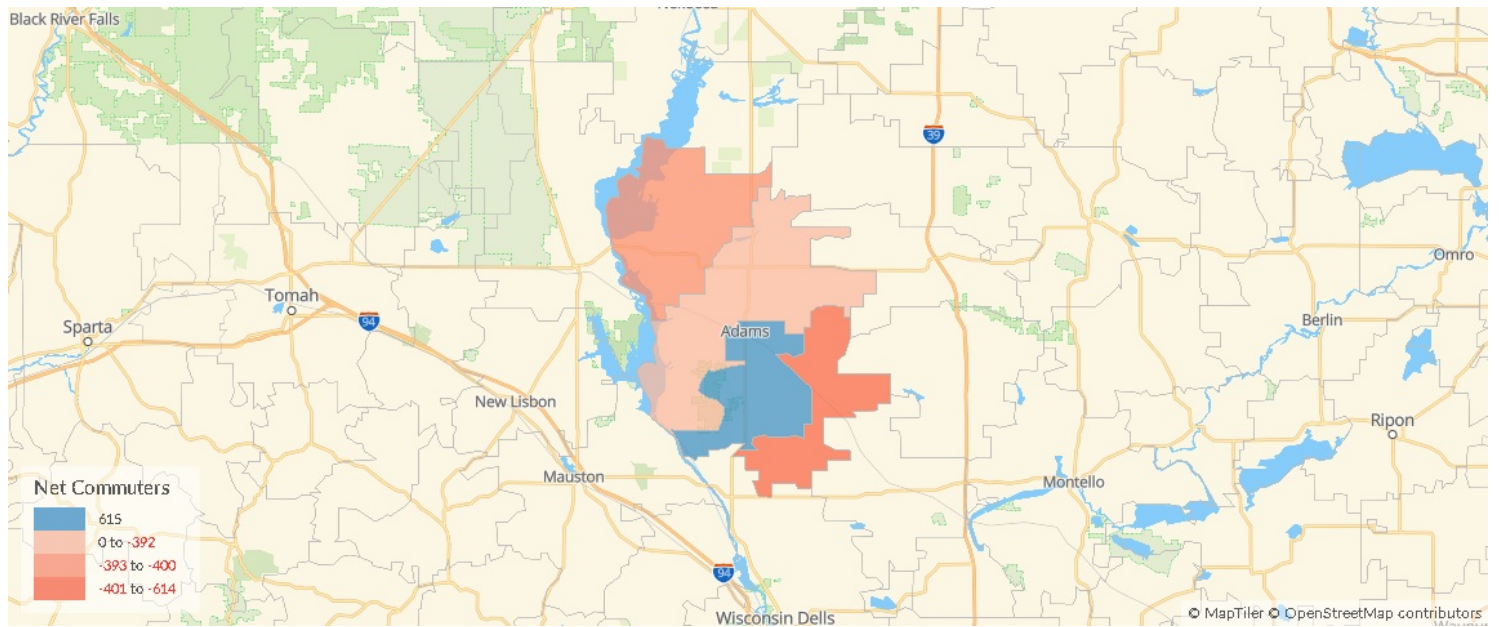 Black River Falls
39
Omro
Tomah
94
Sparta
Adams
Berlin
New Lisbon
Ripon
Mauston
Montello
Net Commuters
615
0 to -392
-393 to -400
-401 to -614
94
Wisconsin Dells
© MapTiler © OpenStreetMap contributors